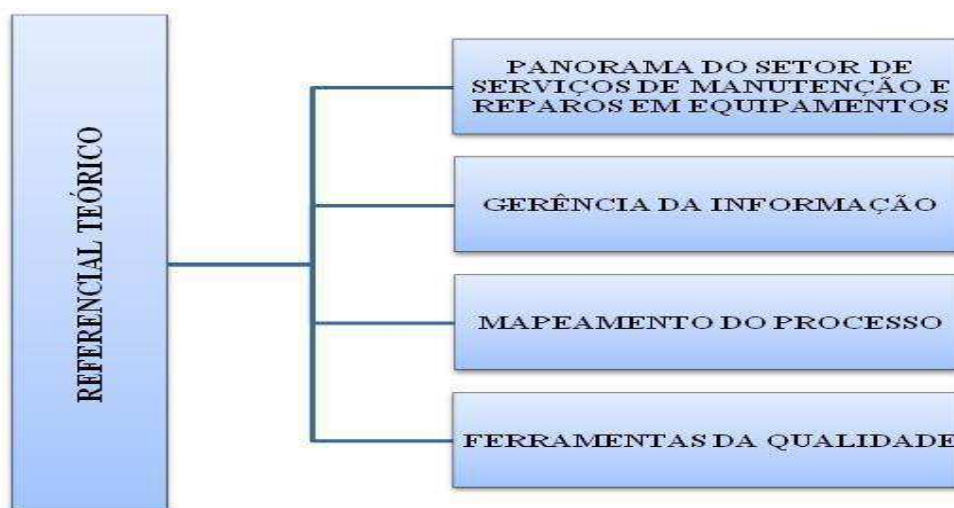 REFERENCIAL TEÓRICO
PANORAMA DO SETOR DE
SERVIÇOS DE MANUTENÇÃO E
REPAROS EM EQUIPAMENTOS
GERÊNCIA DA INFORMAÇÃO
MAPEAMENTO DO PROCESSO
FERRAMENTAS DA QUALIDADE